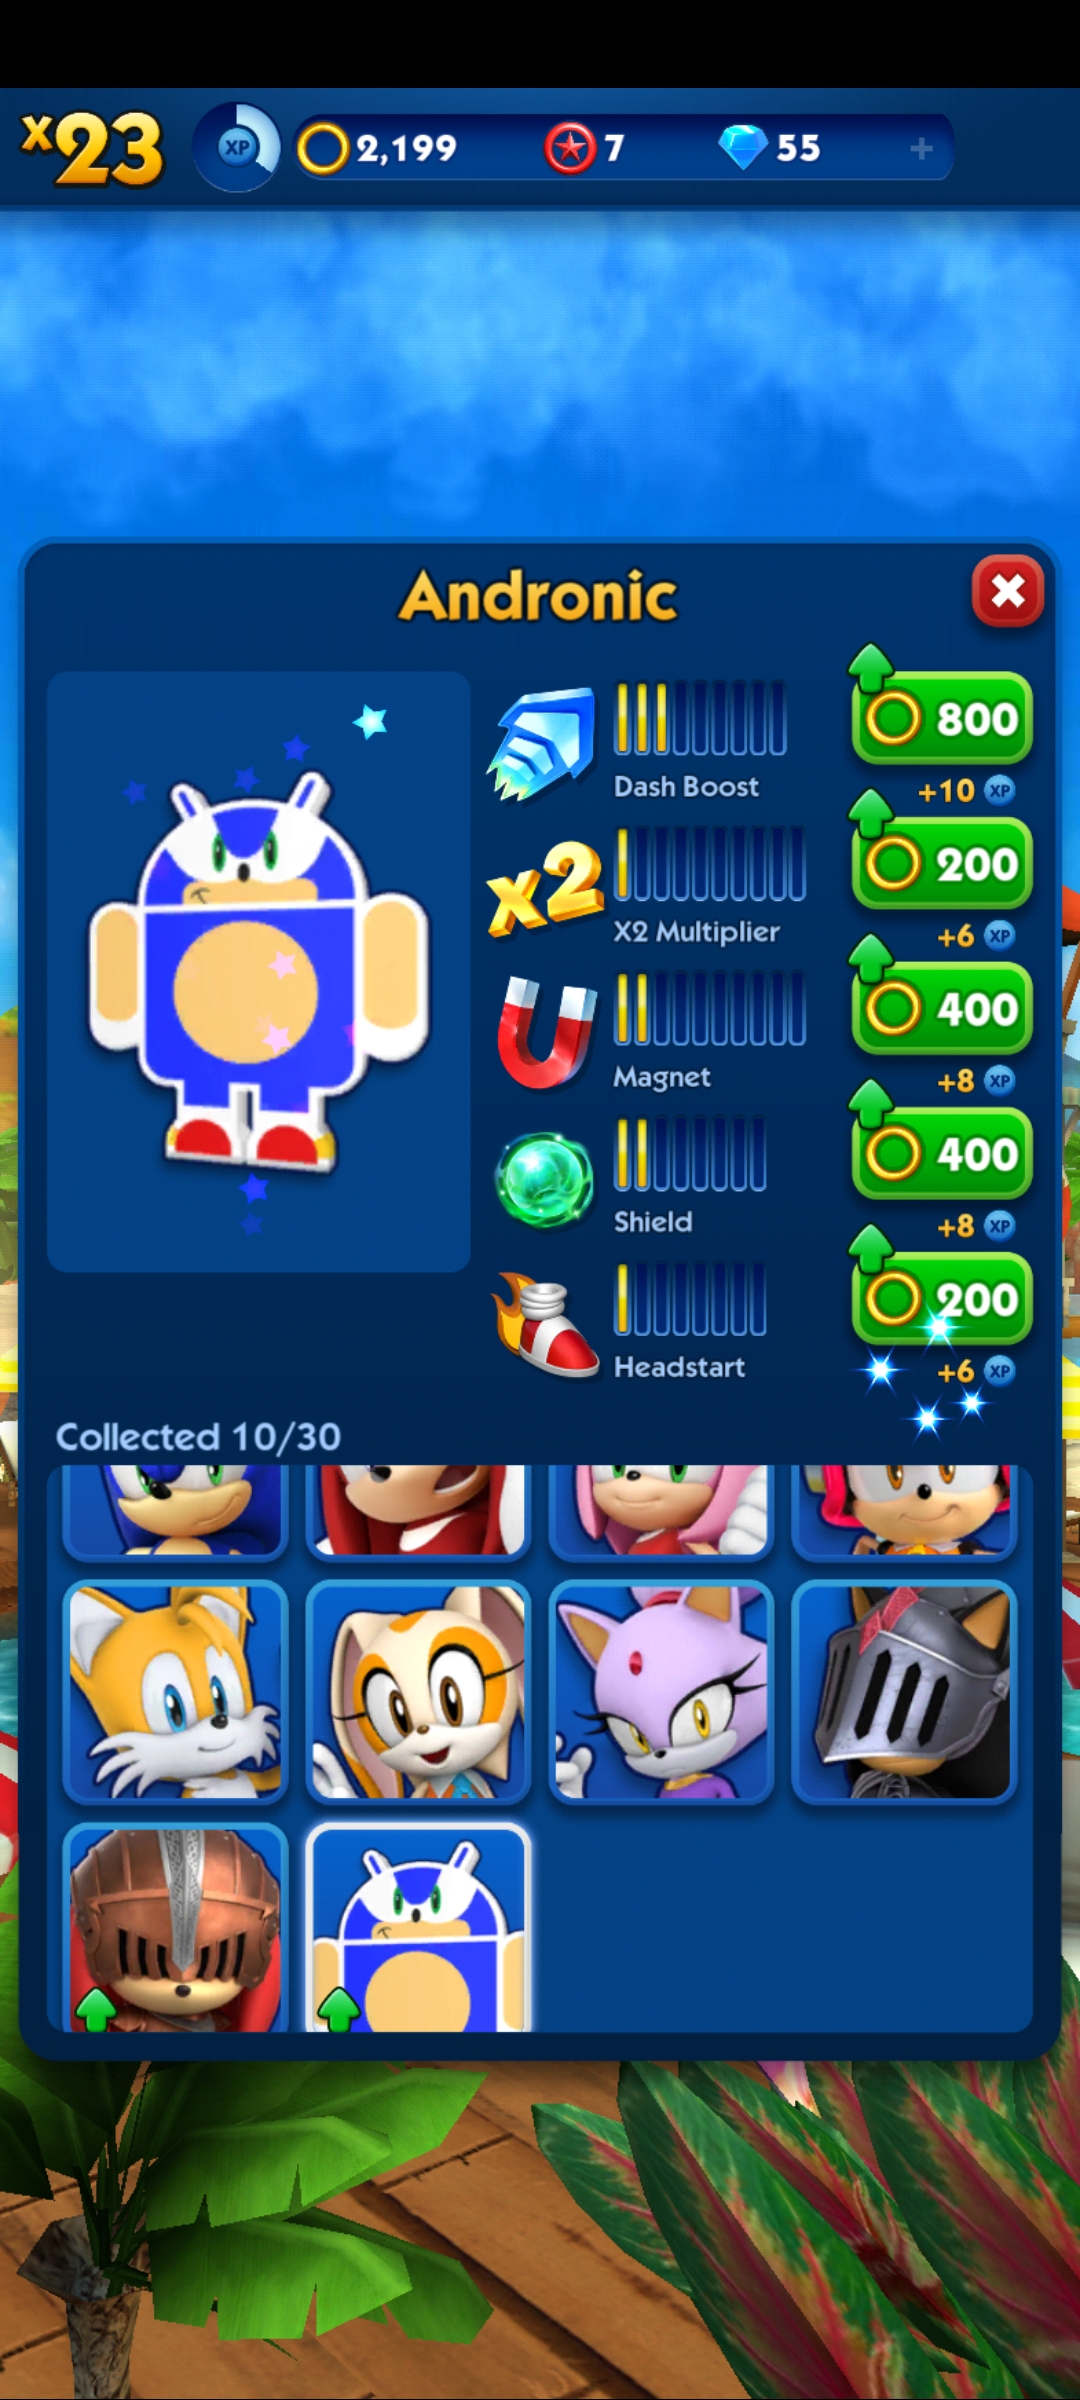 x23 XP 2,199 7 55 +
Andronic
800
Dash Boost
+10 XP
x2
200
X2 Multiplier
+6 XP
400
Magnet
+8 XP
400
Shield
+8 XP
200
Headstart
+6 XP
Collected 10/30